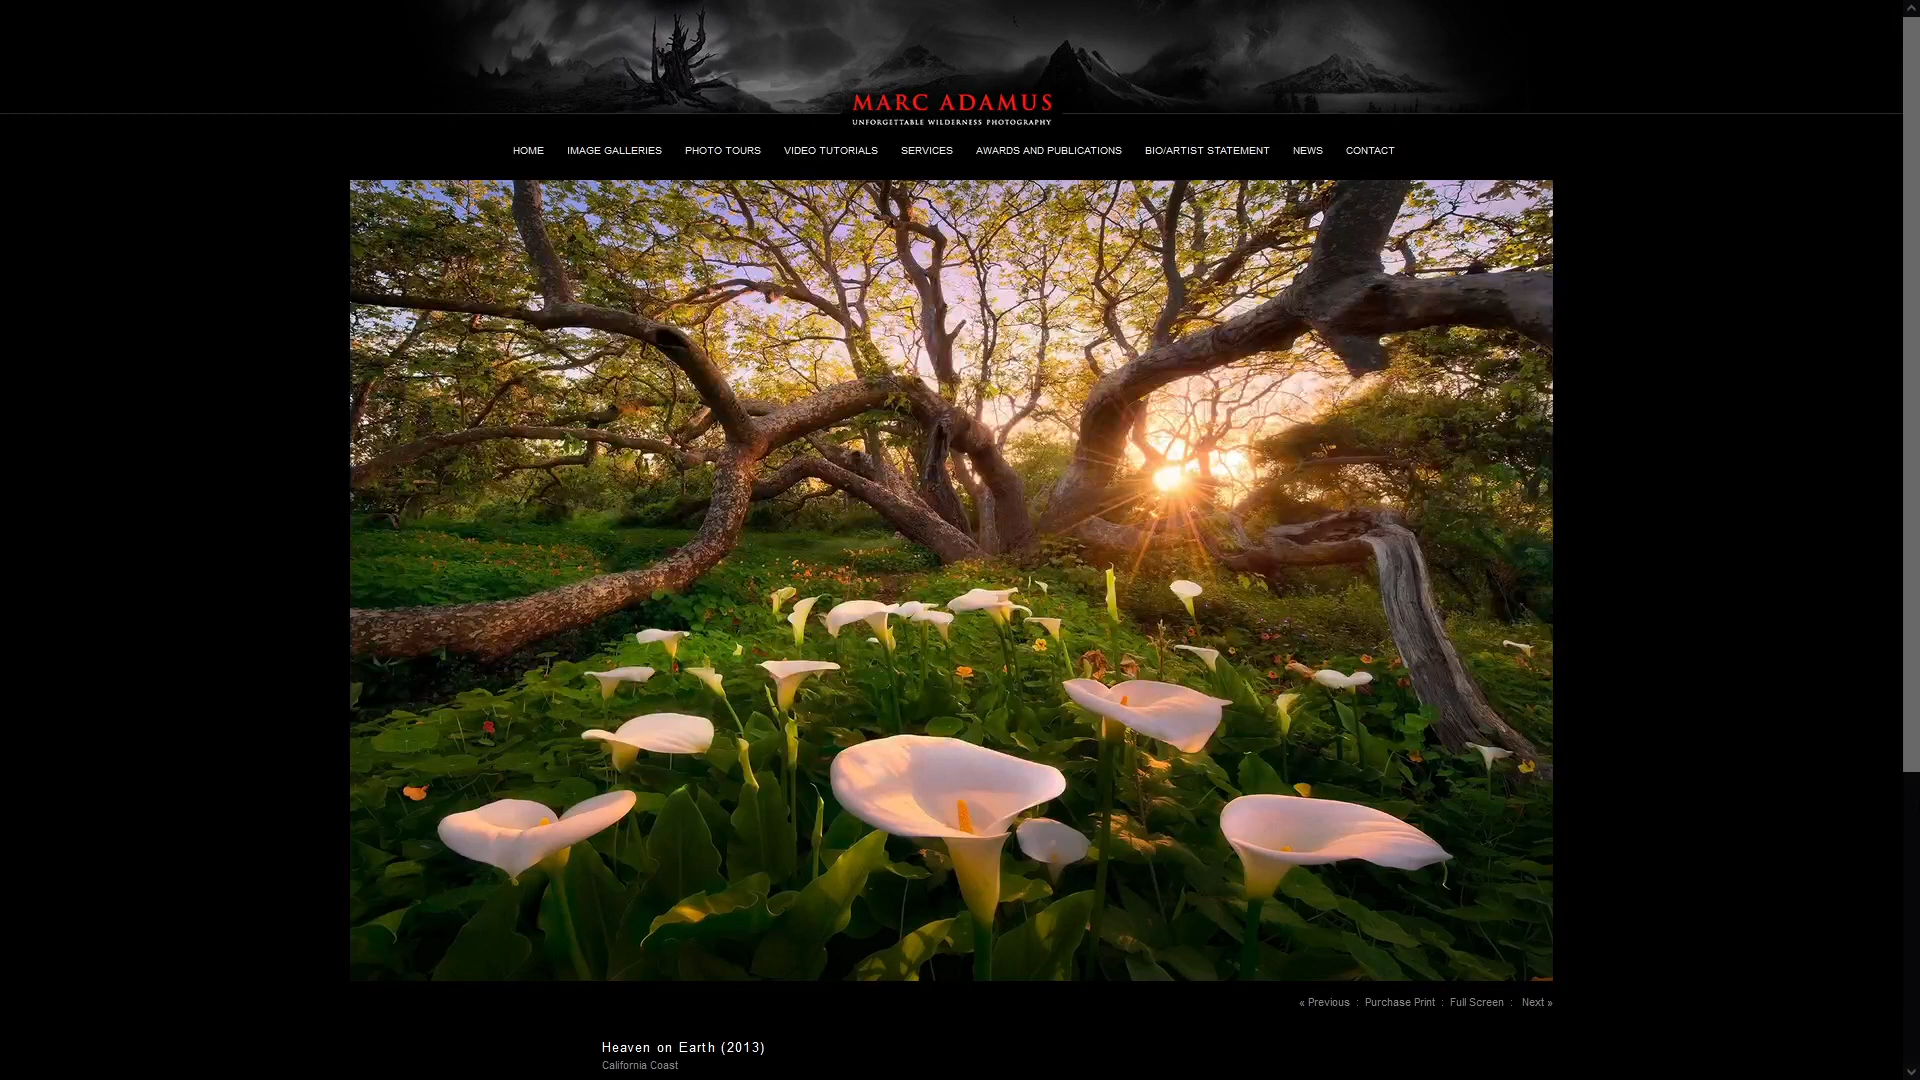 MARC ADAMUS
UNFORGETTABLE WILDERNESS PHOTOGRAPHY
HOME IMAGE GALLERIES PHOTO TOURS VIDEO TUTORIALS SERVICES AWARDS AND PUBLICATIONS BIO/ARTIST STATEMENT NEWS CONTACT
« Previous : Purchase Print : Full Screen : Next »
Heaven on Earth (2013)
California Coast